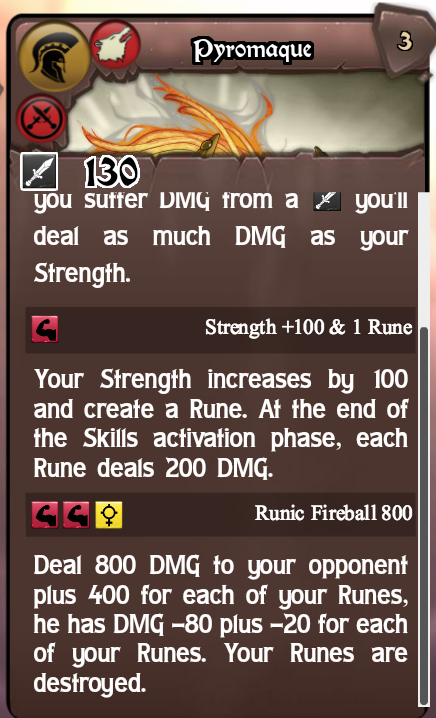 Pyromaque
3
130
you suffer DMG from a you'll
deal as much DMG as your
Strength.
Strength +100 & 1 Rune
Your Strength increases by 100
and create a Rune. At the end of
the Skills activation phase, each
Rune deals 200 DMG.
Runic Fireball 800
Deal 800 DMG to your opponent
plus 400 for each of your Runes,
he has DMG -80 plus -20 for each
of your Runes. Your Runes are
destroyed.